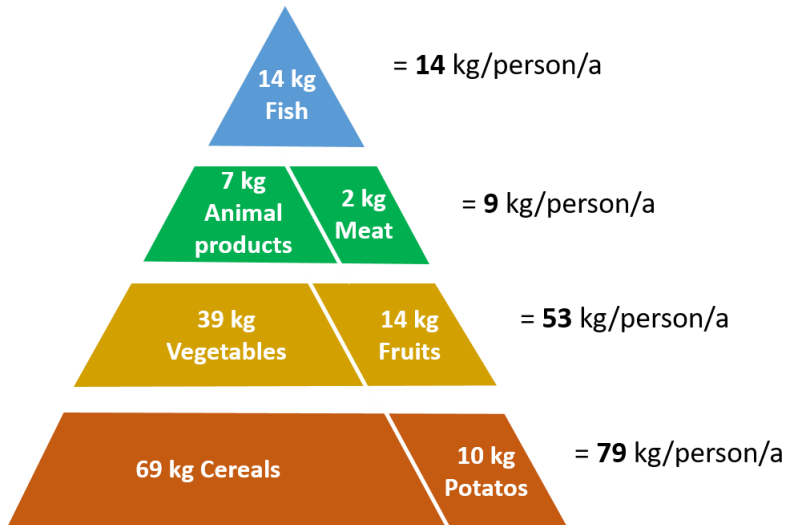 14 kg
Fish
= 14 kg/person/a
7 kg
Animal
products
2 kg
Meat
= 9 kg/person/a
39 kg
Vegetables
14 kg
Fruits
= 53 kg/person/a
69 kg Cereals
10 kg
Potatos
= 79 kg/person/a